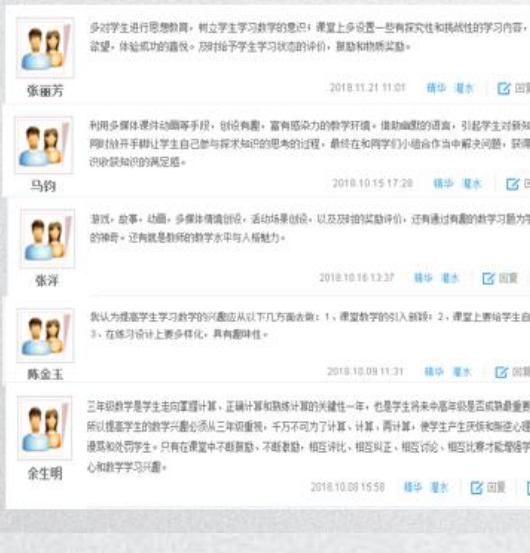 多对学生进行思想教育，树立学生学习数学的意识；课堂上多设置一些有探究性和挑战性的学习内容，
欲望，体验成功的喜悦。及时给予学生学习状态的评价，鼓励和物质奖励。
张丽芳
2018.11.21 11:01 精华 灌水 回复
利用多媒体课件动画等手段，创设有趣，富有感染力的教学环境。借助幽默的语言，引起学生对新知
同时放开手脚让学生自己参与探求知识的思考的过程，最终在和同学们小组合作当中解决问题，获得
识收获知识的满足感。
马钧
2018.10.15 17:28 精华 灌水
游戏，故事，动画，多媒体情境创设，活动场景创设，以及及时的奖励评价，还有通过有趣的数学习题为学
的神奇。还有就是教师的教学水平与人格魅力。
张洋
2018.10.16 13:37 精华 灌水 回复
我认为提高学生学习数学的兴趣应从以下几方面去做：1、课堂教学的引入新颖；2、课堂上要给学生自
3、在练习设计上要多样化，具有趣味性。
陈金玉
2018.10.09 11:31 精华 灌水 回复
三年级数学是学生走向掌握计算、正确计算和熟练计算的关键性一年，也是学生将来中高年级是否成熟最重要
所以提高学生的数学兴趣必须从三年级重视，千万不可为了计算、计算、再计算，使学生产生厌烦和叛逆心理
谩骂和处罚学生。只有在课堂中不断鼓励、不断激励，相互评比、相互纠正、相互讨论、相互比赛才能增强学
心和数学学习兴趣。
余生明
2018.10.08 16:58 精华 灌水 回复